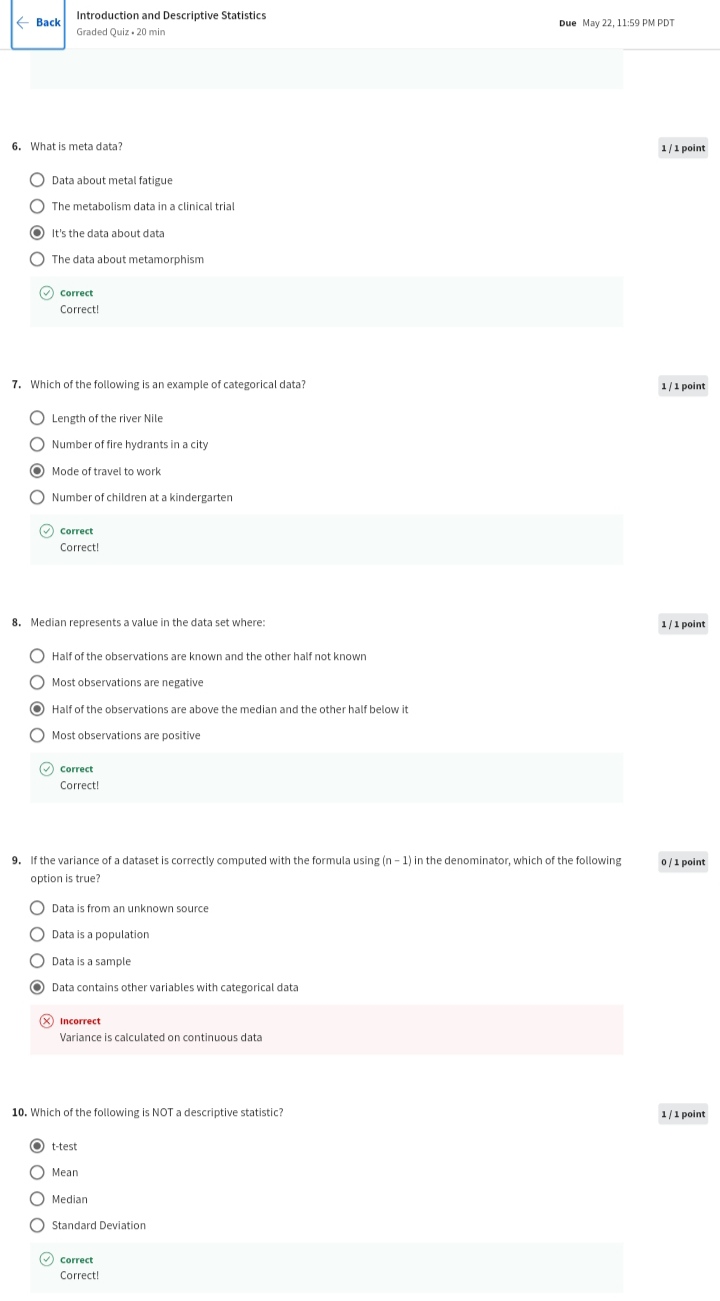 Back
Introduction and Descriptive Statistics
Graded Quiz • 20 min
Due May 22, 11:59 PM PDT
6. What is meta data?
1 / 1 point
Data about metal fatigue
The metabolism data in a clinical trial
It's the data about data
The data about metamorphism
Correct
Correct!
7. Which of the following is an example of categorical data?
1 / 1 point
Length of the river Nile
Number of fire hydrants in a city
Mode of travel to work
Number of children at a kindergarten
Correct
Correct!
8. Median represents a value in the data set where:
1 / 1 point
Half of the observations are known and the other half not known
Most observations are negative
Half of the observations are above the median and the other half below it
Most observations are positive
Correct
Correct!
9. If the variance of a dataset is correctly computed with the formula using (n – 1) in the denominator, which of the following
option is true?
0 / 1 point
Data is from an unknown source
Data is a population
Data is a sample
Data contains other variables with categorical data
Incorrect
Variance is calculated on continuous data
10. Which of the following is NOT a descriptive statistic?
1 / 1 point
t-test
Mean
Median
Standard Deviation
Correct
Correct!